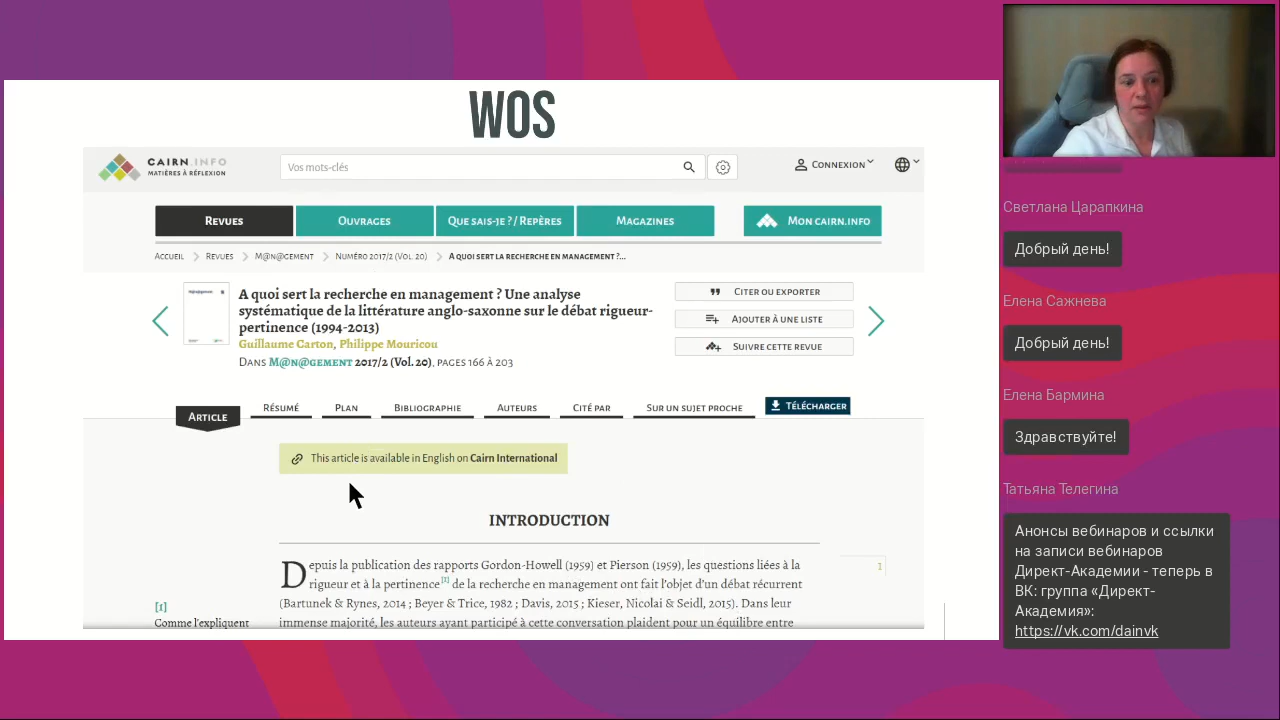 WOS
CAIRN.INFO
MATIÈRES À RÉFLEXION
Vos mots-clés
Connexion
Revues
Ouvrages
Que sais-je ? / Repères
Magazines
Mon cairn.info
Accueil
Revues
M@n@gement
Numéro 2017/2 (Vol. 20)
A quoi sert la recherche en management ?...
A quoi sert la recherche en management ? Une analyse
systématique de la littérature anglo-saxonne sur le débat rigueur-
pertinence (1994-2013)
Guillaume Carton, Philippe Mouricou
Dans M@n@gement 2017/2 (Vol. 20), pages 166 à 203
Citer ou exporter
Ajouter à une liste
Suivre cette revue
Article
Résumé
Plan
Bibliographie
Auteurs
Cité par
Sur un sujet proche
Télécharger
This article is available in English on Cairn International
INTRODUCTION
Depuis la publication des rapports Gordon-Howell (1959) et Pierson (1959), les questions liées à la
rigueur et à la pertinence[1] de la recherche en management ont fait l'objet d'un débat récurrent
(Bartunek & Rynes, 2014 ; Beyer & Trice, 1982 ; Davis, 2015 ; Kieser, Nicolai & Seidl, 2015). Dans leur
immense majorité, les auteurs ayant participé à cette conversation plaident pour un équilibre entre
1
[1]
Comme l'expliquent
Светлана Царапкина
Добрый день!
Елена Сажнева
Добрый день!
Елена Бармина
Здравствуйте!
Татьяна Телегина
Анонсы вебинаров и ссылки
на записи вебинаров
Директ-Академии - теперь в
ВК: группа «Директ-
Академия»:
https://vk.com/dainvk